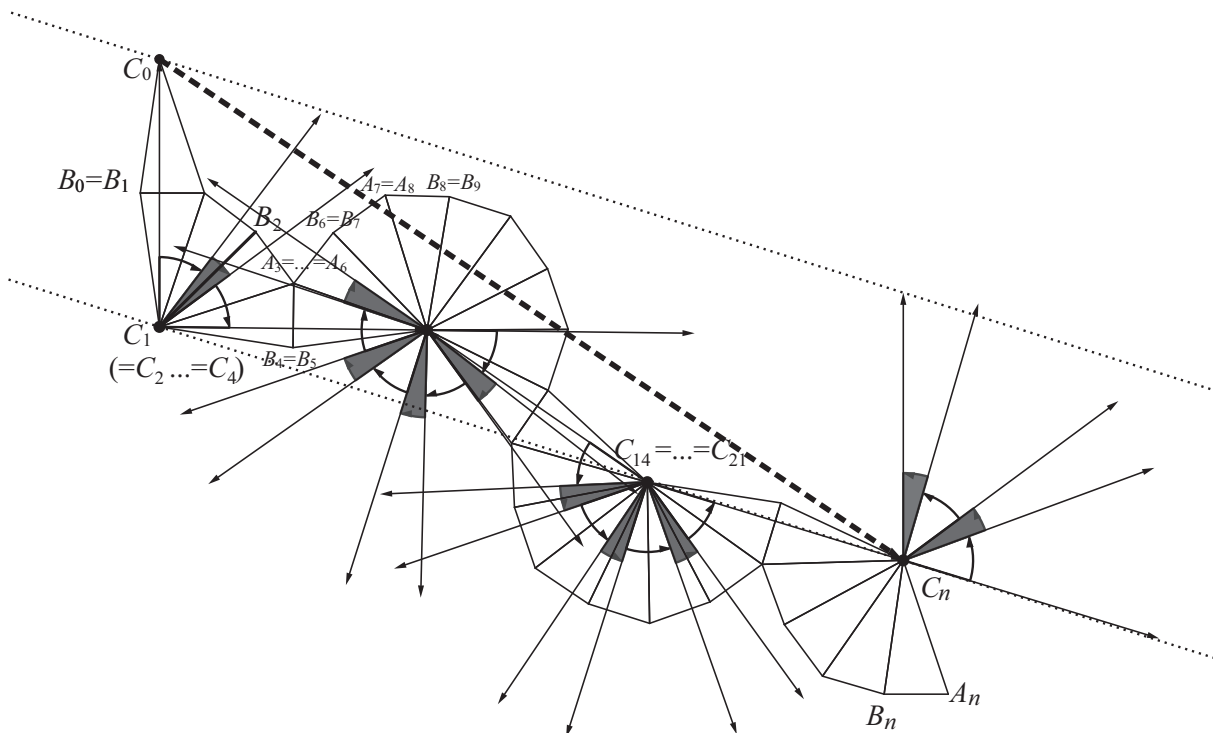 C₀
B₀=B₁
A₇=A₈
B₈=B₉
B₂
B₆=B₇
A₃=...=A₆
C₁
(=C₂...=C₄)
B₄=B₅
C₁₄=...=C₂₁
Cₙ
Aₙ
Bₙ